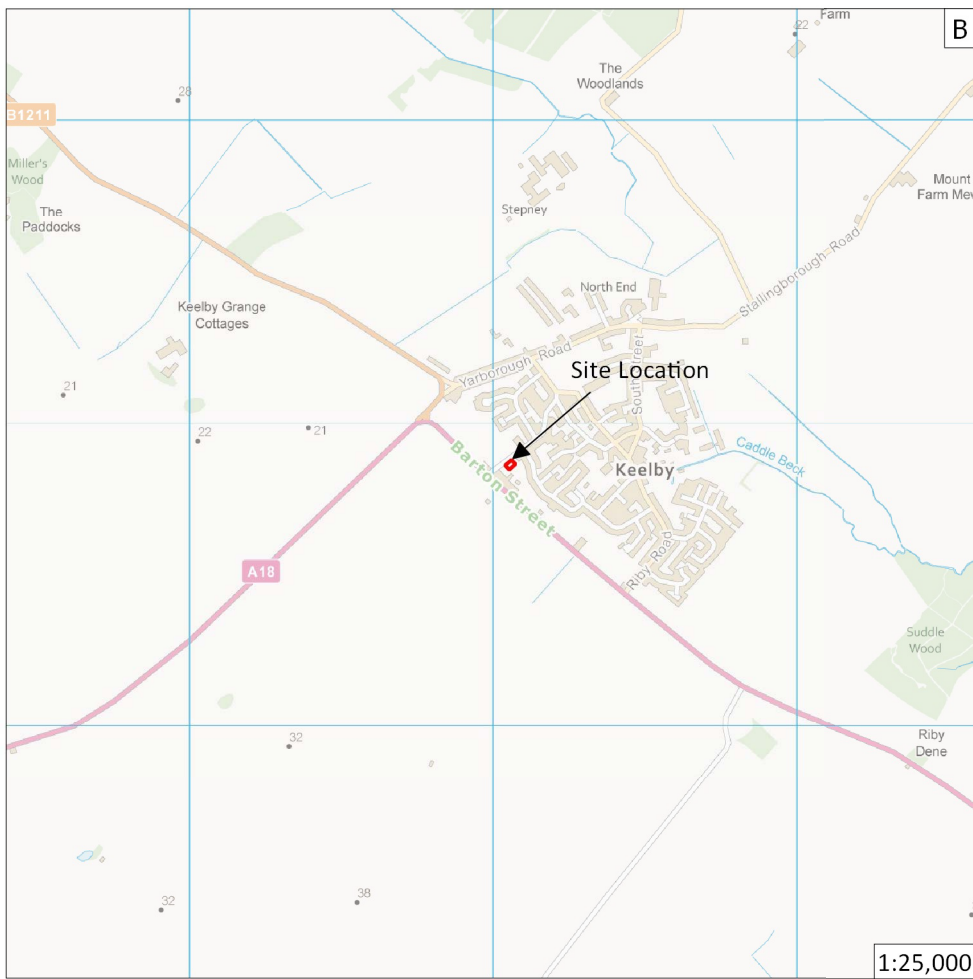 Farm
B
22
The
Woodlands
28
B1211
Miller's
Wood
Mount
Farm Mev
The
Paddocks
Stepney
Stallingborough Road
North End
Keelby Grange
Cottages
Yarborough Road
South Street
Site Location
21
22
21
Barton Street
Keelby
Caddle Beck
A18
Riby Road
Suddle
Wood
32
Riby
Dene
38
32
1:25,000